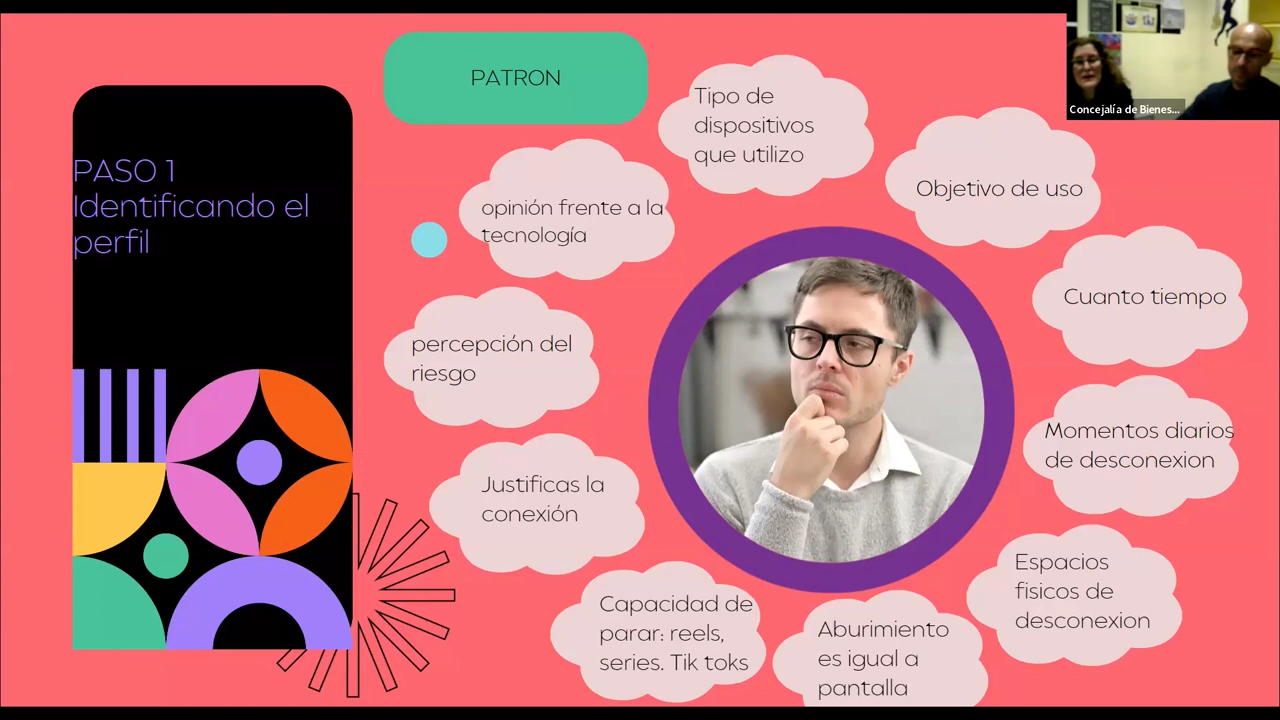 PATRON
PASO 1
Identificando el
perfil
Tipo de
dispositivos
que utilizo
Objetivo de uso
Cuanto tiempo
Momentos diarios
de desconexion
Espacios
fisicos de
desconexion
Aburimiento
es igual a
pantalla
Capacidad de
parar: reels,
series. Tik toks
Justificas la
conexión
percepción del
riesgo
opinión frente a la
tecnología
Concejalía de Bienes...